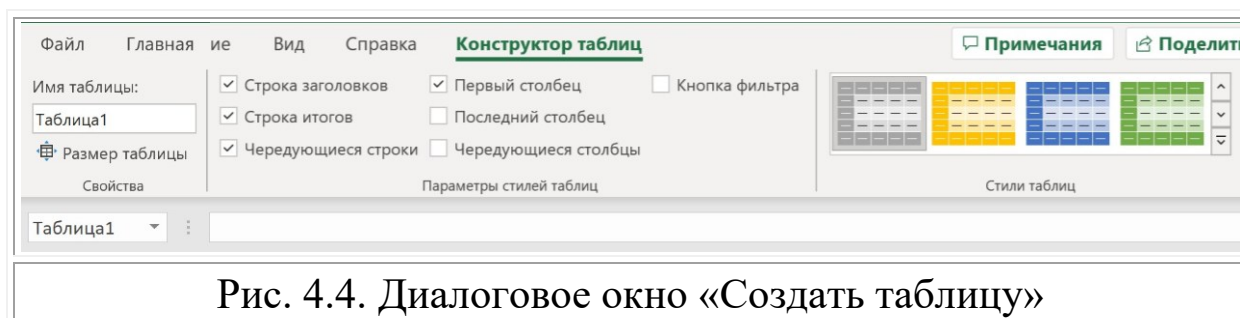 Файл Главная ие Вид Справка Конструктор таблиц Примечания Поделить
Имя таблицы:
Таблица1
Размер таблицы
Свойства
Строка заголовков Первый столбец Кнопка фильтра
Строка итогов Последний столбец
Чередующиеся строки Чередующиеся столбцы
Параметры стилей таблиц
Стили таблиц
Таблица1
Рис. 4.4. Диалоговое окно «Создать таблицу»